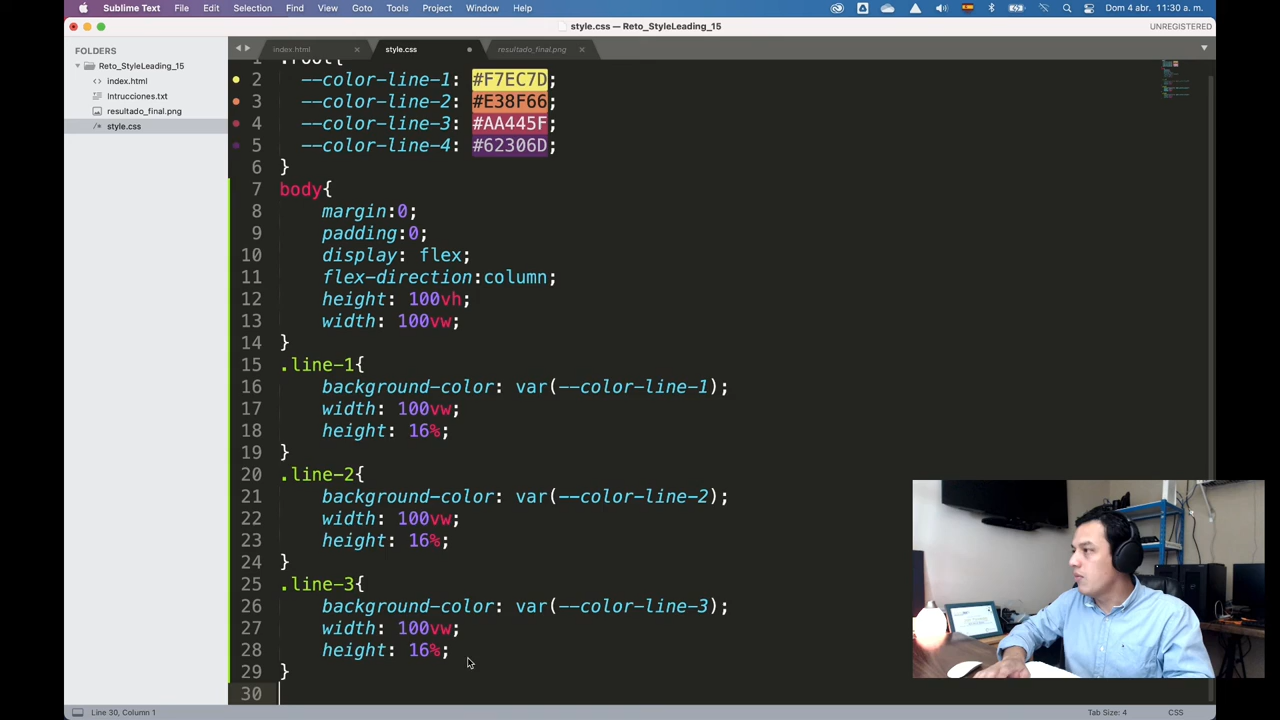 Sublime Text File Edit Selection Find View Goto Tools Project Window Help
Dom 4 abr. 11:30 a. m.
style.css — Reto_StyleLeading_15
UNREGISTERED
FOLDERS
Reto_StyleLeading_15
index.html
Intrucciones.txt
resultado_final.png
style.css
index.html
style.css
resultado_final.png
1 :root{
2 --color-line-1: #F7EC7D;
3 --color-line-2: #E38F66;
4 --color-line-3: #AA445F;
5 --color-line-4: #62306D;
6 }
7 body{
8 margin:0;
9 padding:0;
10 display: flex;
11 flex-direction:column;
12 height: 100vh;
13 width: 100vw;
14 }
15 .line-1{
16 background-color: var(--color-line-1);
17 width: 100vw;
18 height: 16%;
19 }
20 .line-2{
21 background-color: var(--color-line-2);
22 width: 100vw;
23 height: 16%;
24 }
25 .line-3{
26 background-color: var(--color-line-3);
27 width: 100vw;
28 height: 16%;
29 }
30
Line 30, Column 1
Tab Size: 4
CSS